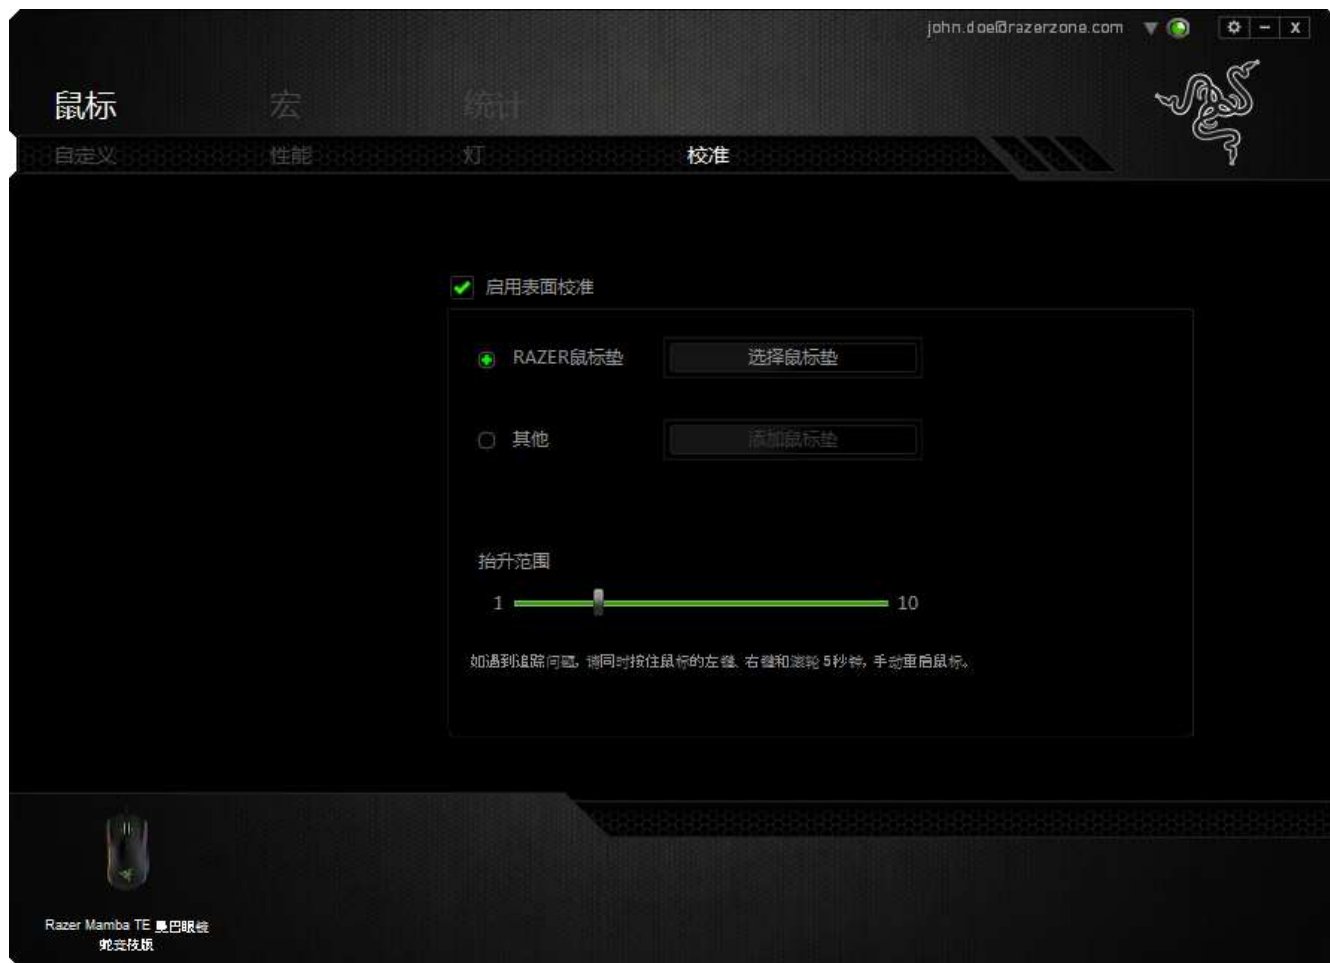 john.doe@razerzone.com
鼠标 宏 统计
自定义 性能 灯 校准
启用表面校准
RAZER鼠标垫 选择鼠标垫
其他 添加鼠标垫
抬升范围
1 10
如遇到追踪问题, 请同时按住鼠标的左键、右键和滚轮 5 秒钟, 手动重启鼠标。
Razer Mamba TE 曼巴眼镜
蛇竞技版